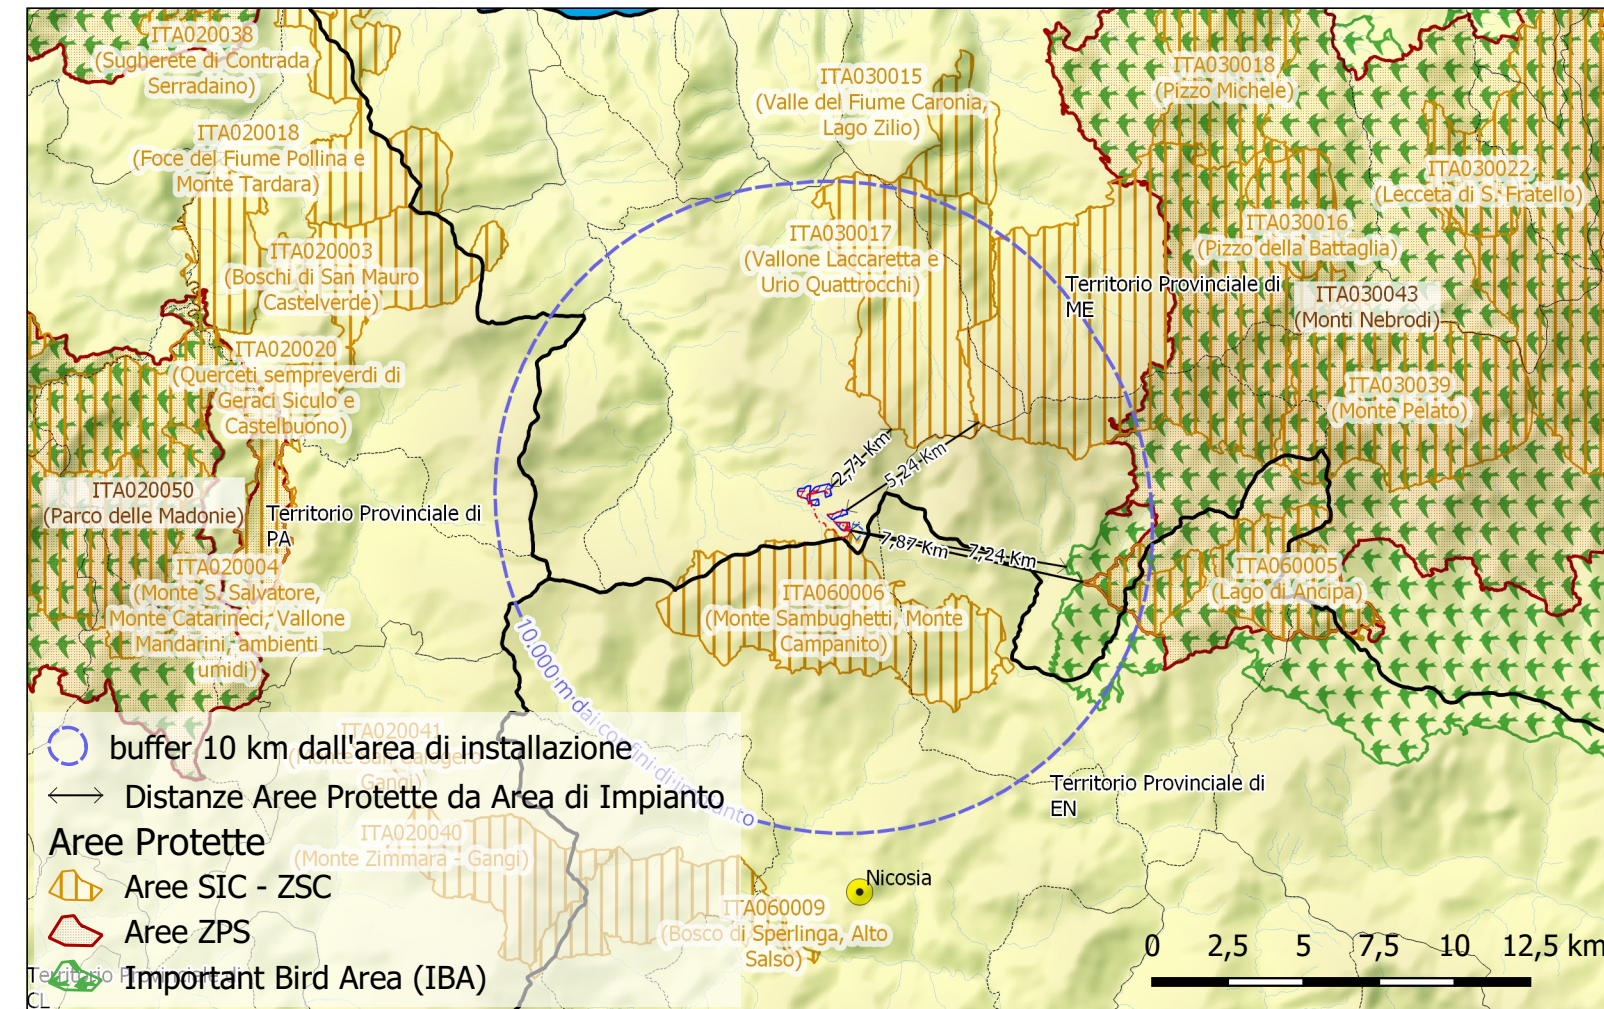 ITA020038
(Sugherete di Contrada
Serradaino)
ITA030015
(Valle del Fiume Caronia,
Lago Zilio)
ITA030018
(Pizzo Michele)
ITA020018
(Foce del Fiume Pollina e
Monte Tardara)
ITA030022
(Lecceta di S. Fratello)
ITA030017
(Vallone Laccaretta e
Urio Quattrocchi)
ITA030016
(Pizzo della Battaglia)
ITA020003
(Boschi di San Mauro
Castelverde)
Territorio Provinciale di
ME
ITA030043
(Monti Nebrodi)
ITA020020
(Querceti sempreverdi di
Geraci Siculo e
Castelbuono)
ITA030039
(Monte Pelato)
2,71 Km
5,24 Km
ITA020050
(Parco delle Madonie)
Territorio Provinciale di
PA
7,87 Km
7,24 Km
ITA020004
(Monte S. Salvatore,
Monte Catarineci, Vallone
Mandarini, ambienti
umidi)
ITA060006
(Monte Sambughetti, Monte
Campanito)
ITA060005
(Lago di Ancipa)
10.000 m dai confini di impianto
ITA020041
(Monte San Calogero
Gangi)
buffer 10 km dall'area di installazione
Distanze Aree Protette da Area di Impianto
Territorio Provinciale di
EN
Aree Protette
ITA020040
(Monte Zimmara - Gangi)
Aree SIC - ZSC
Nicosia
ITA060009
(Bosco di Sperlinga, Alto
Salso)
Aree ZPS
Important Bird Area (IBA)
Territorio Provinciale di
CL
0 2,5 5 7,5 10 12,5 km